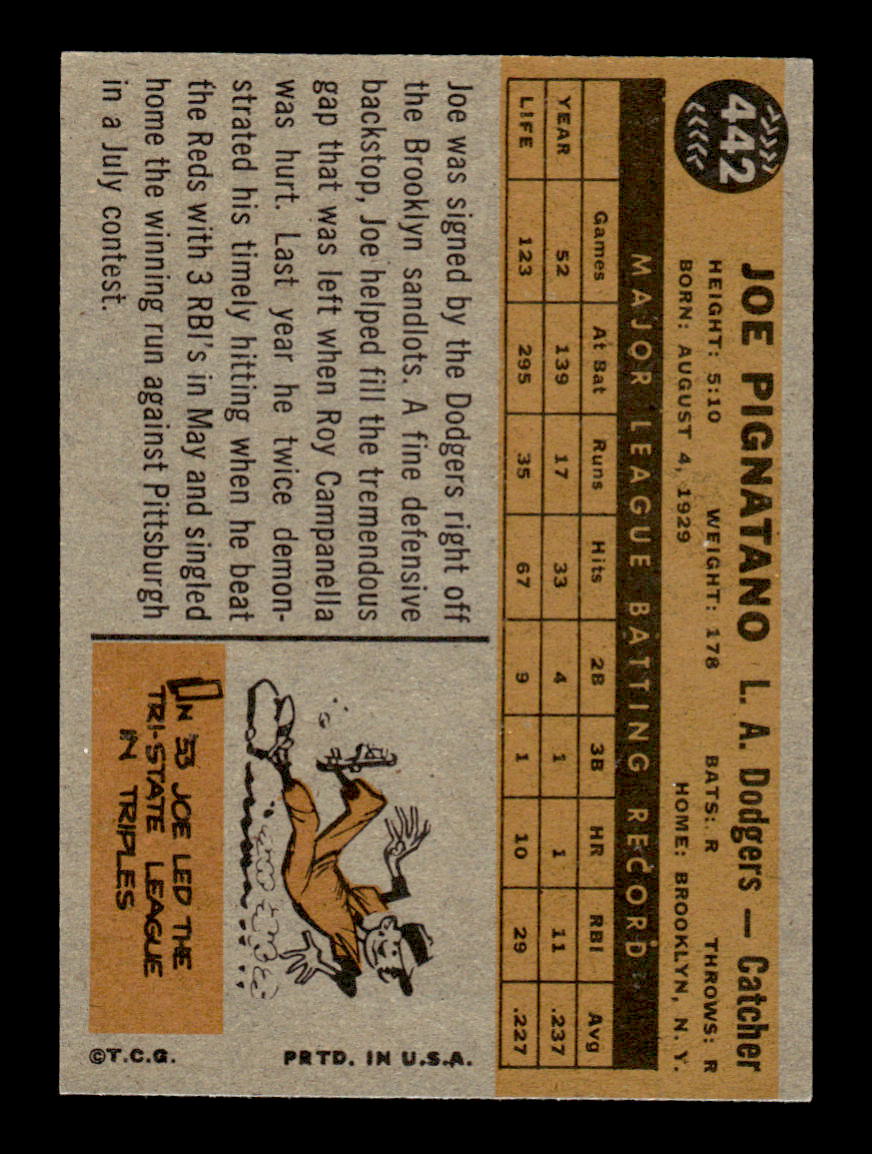 442
JOE PIGNATANO L. A. Dodgers — Catcher
HEIGHT: 5:10 WEIGHT: 178 BATS: R THROWS: R
BORN: AUGUST 4, 1929 HOME: BROOKLYN, N. Y.
MAJOR LEAGUE BATTING RECORD
Games At Bat Runs Hits 2B 3B HR RBI Avg
YEAR 52 139 17 33 4 1 1 11 .237
LIFE 123 295 35 67 9 1 10 29 .227
Joe was signed by the Dodgers right off
the Brooklyn sandlots. A fine defensive
backstop, Joe helped fill the tremendous
gap that was left when Roy Campanella
was hurt. Last year he twice demon-
strated his timely hitting when he beat
the Reds with 3 RBI's in May and singled
home the winning run against Pittsburgh
in a July contest.
IN '53 JOE LED THE
TRI-STATE LEAGUE
IN TRIPLES
PRTD. IN U.S.A.
©T.C.G.